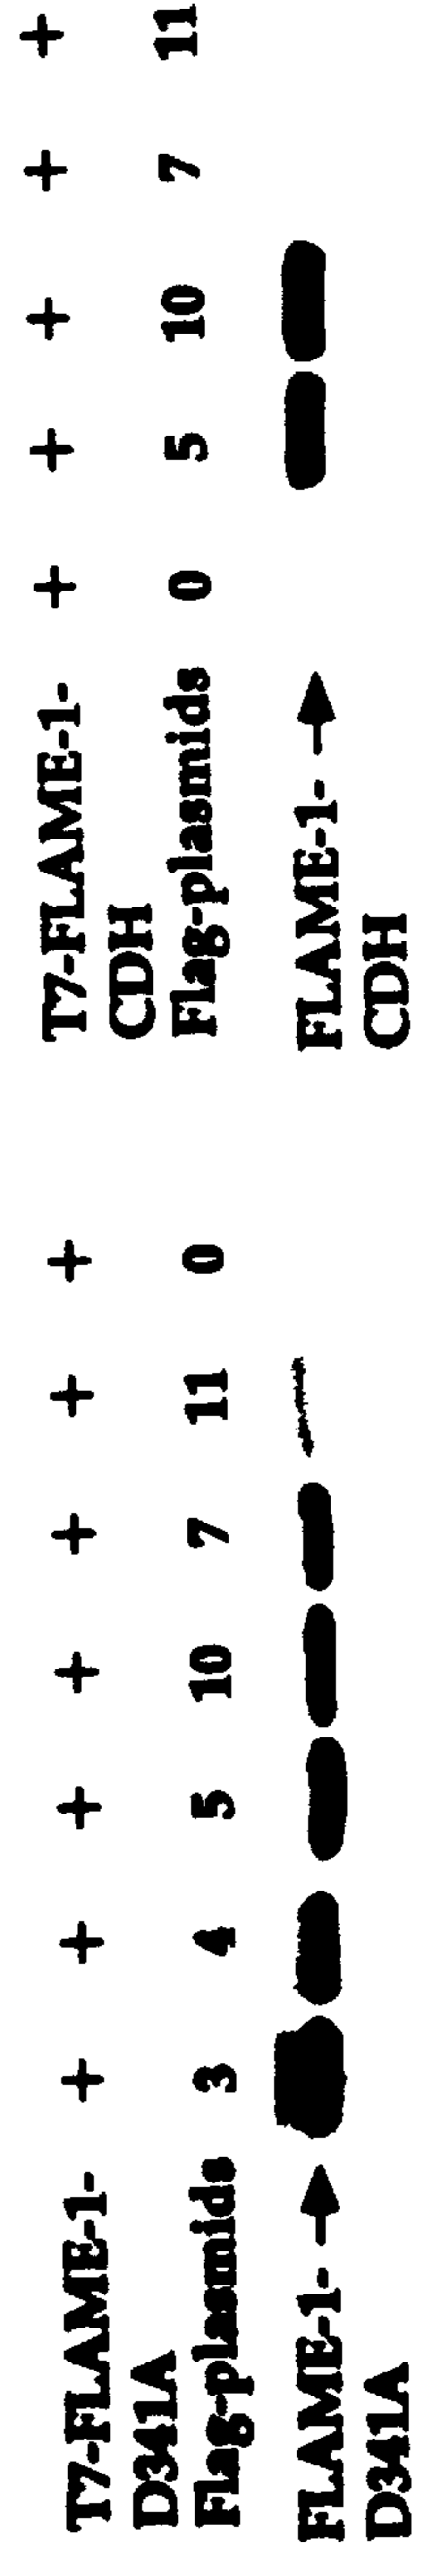 T7-FLAME-1- + + + + + + +
D341A
Flag-plasmids 3 4 5 10 7 11 0
FLAME-1-
D341A
T7-FLAME-1- + + + + +
CDH
Flag-plasmids 0 5 10 7 11
FLAME-1-
CDH